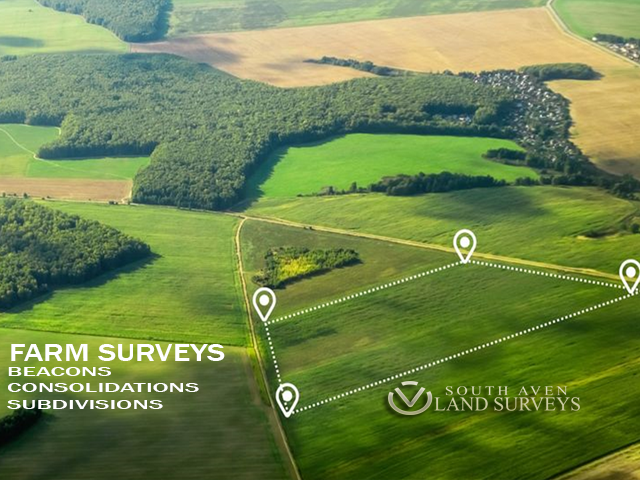 FARM SURVEYS
BEACONS
CONSOLIDATIONS
SUBDIVISIONS
SOUTH AVEN
LAND SURVEYS